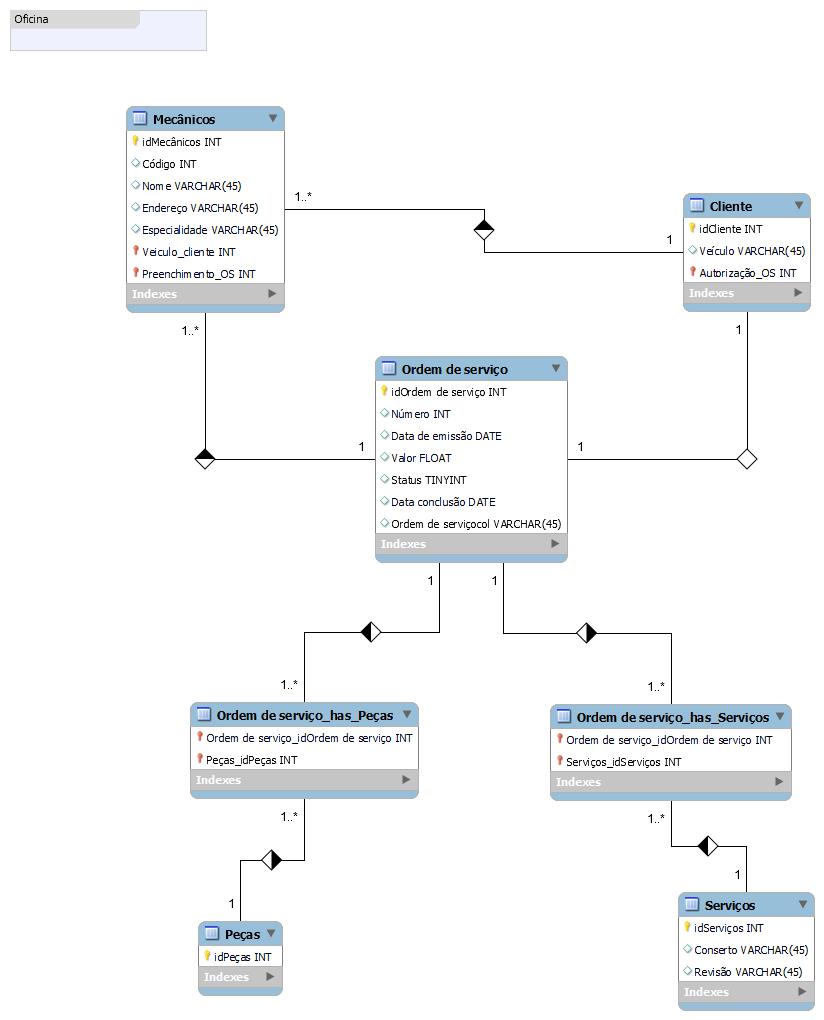 Oficina
Mecânicos
idMecânicos INT
Código INT
Nome VARCHAR(45)
Endereço VARCHAR(45)
Especialidade VARCHAR(45)
Veiculo_cliente INT
Preenchimento_OS INT
Indexes
1..*
1
Cliente
idCliente INT
Veículo VARCHAR(45)
Autorização_OS INT
Indexes
1..*
1
1
1
Ordem de serviço
idOrdem de serviço INT
Número INT
Data de emissão DATE
Valor FLOAT
Status TINYINT
Data conclusão DATE
Ordem de serviçocol VARCHAR(45)
Indexes
1
1
1..*
1..*
Ordem de serviço_has_Peças
Ordem de serviço_idOrdem de serviço INT
Peças_idPeças INT
Indexes
Ordem de serviço_has_Serviços
Ordem de serviço_idOrdem de serviço INT
Serviços_idServiços INT
Indexes
1..*
1..*
1
1
Peças
idPeças INT
Indexes
Serviços
idServiços INT
Conserto VARCHAR(45)
Revisão VARCHAR(45)
Indexes